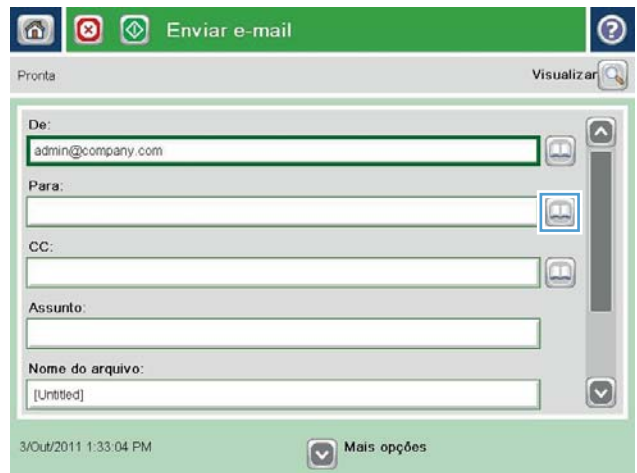 Enviar e-mail
?
Pronta
Visualizar
De:
admin@company.com
Para:
CC:
Assunto:
Nome do arquivo:
[Untitled]
3/Out/2011 1:33:04 PM
Mais opções